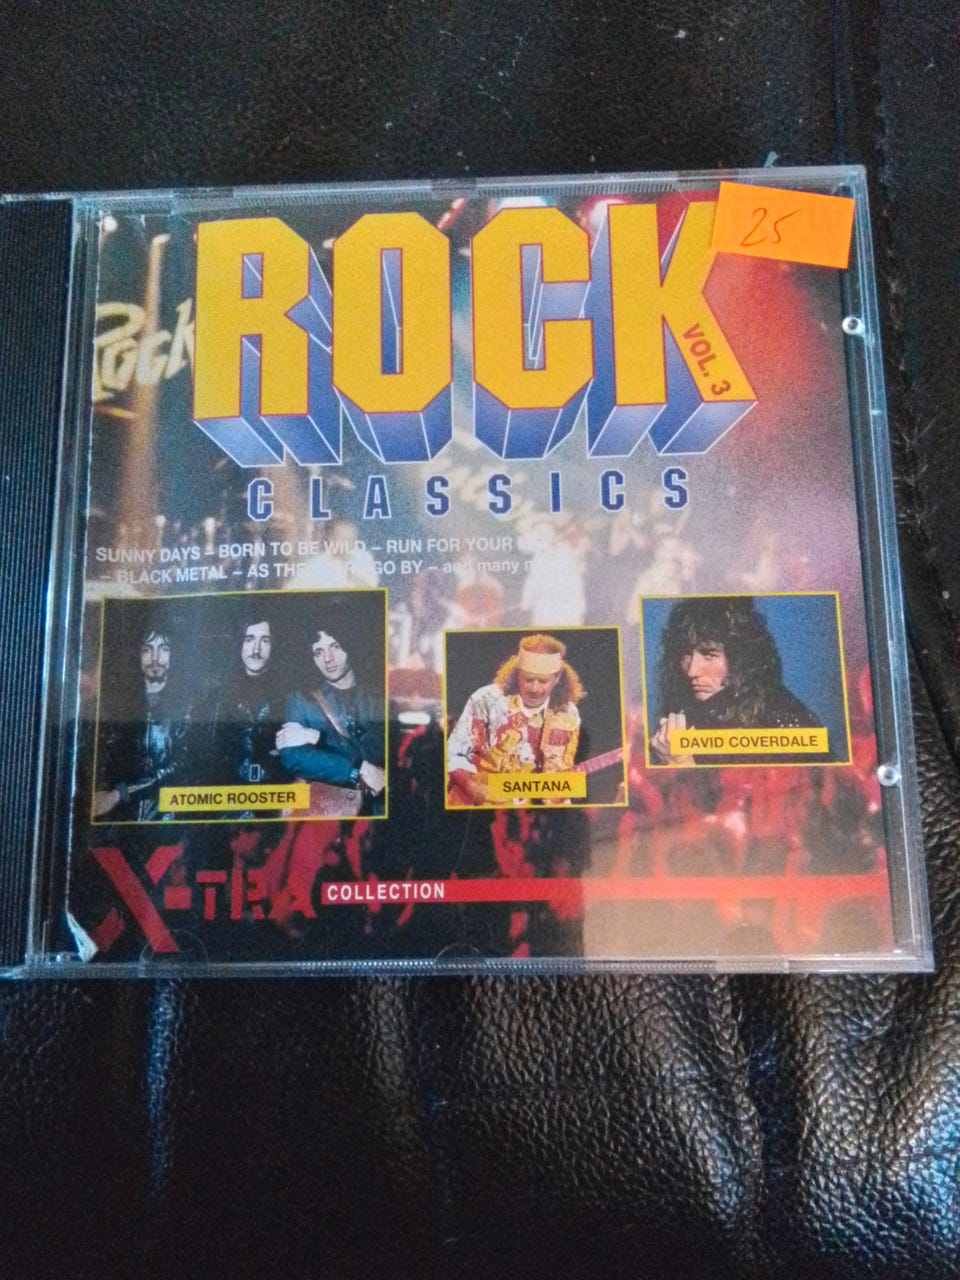 25
Rock
ROCK
VOL. 3
CLASSICS
SUNNY DAYS – BORN TO BE WILD – RUN FOR YOUR
– BLACK METAL – AS THE GO BY – and many
ATOMIC ROOSTER
SANTANA
DAVID COVERDALE
X-TRA
COLLECTION